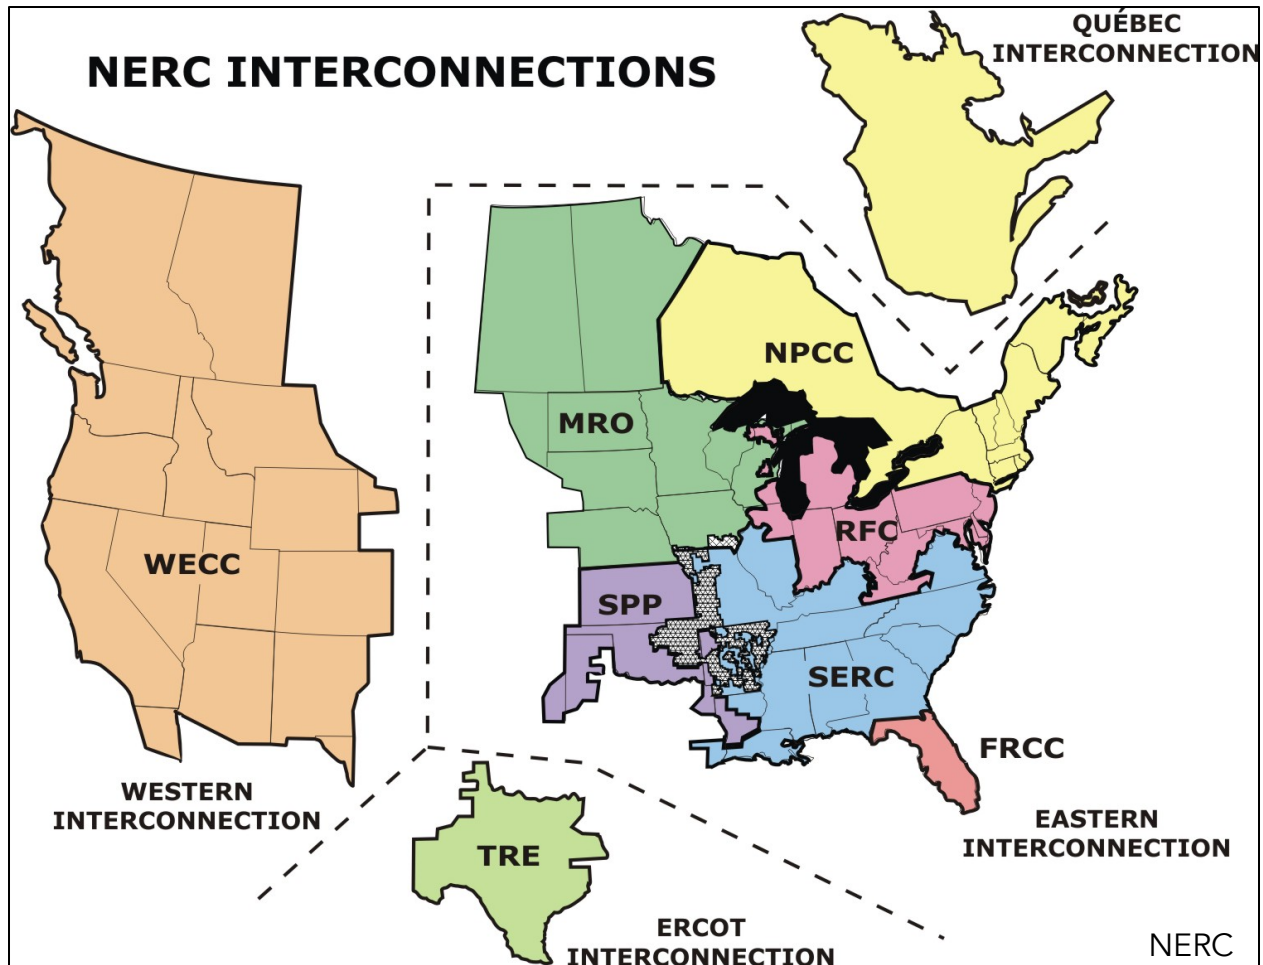 QUÉBEC
INTERCONNECTION
NERC INTERCONNECTIONS
NPCC
MRO
RFC
WECC
SPP
SERC
FRCC
WESTERN
INTERCONNECTION
EASTERN
INTERCONNECTION
TRE
ERCOT
INTERCONNECTION
NERC